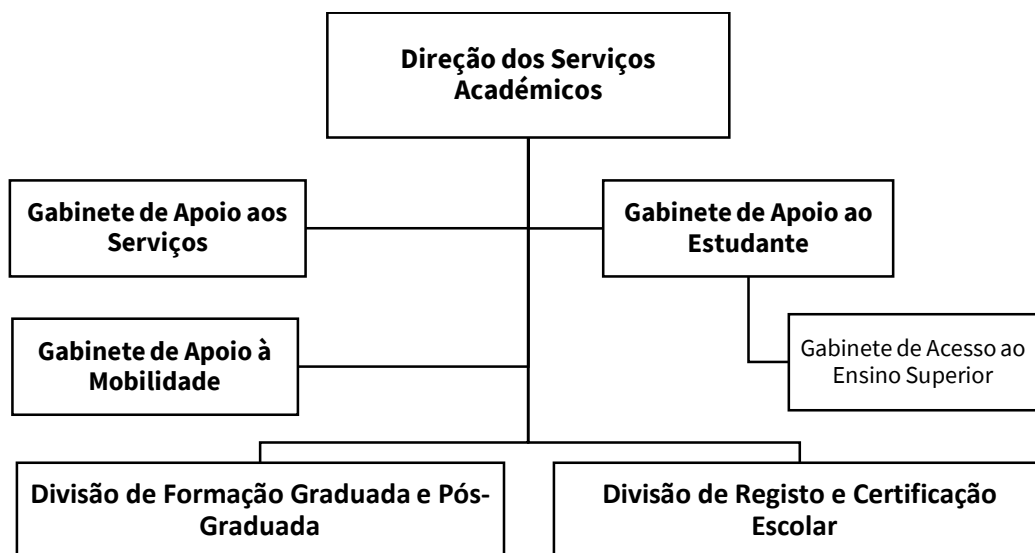 Direção dos Serviços
Académicos
Gabinete de Apoio aos
Serviços
Gabinete de Apoio ao
Estudante
Gabinete de Apoio à
Mobilidade
Gabinete de Acesso ao
Ensino Superior
Divisão de Formação Graduada e Pós-
Graduada
Divisão de Registo e Certificação
Escolar